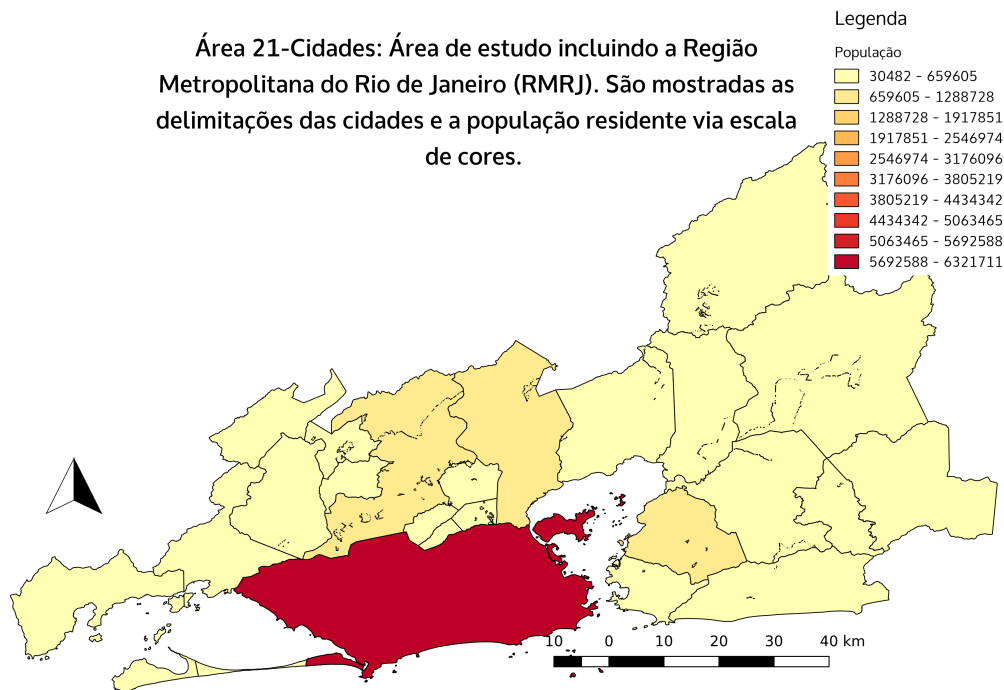 Área 21-Cidades: Área de estudo incluindo a Região
Metropolitana do Rio de Janeiro (RMRJ). São mostradas as
delimitações das cidades e a população residente via escala
de cores.
Legenda
População
30482 - 659605
659605 - 1288728
1288728 - 1917851
1917851 - 2546974
2546974 - 3176096
3176096 - 3805219
3805219 - 4434342
4434342 - 5063465
5063465 - 5692588
5692588 - 6321711
10 0 10 20 30 40 km